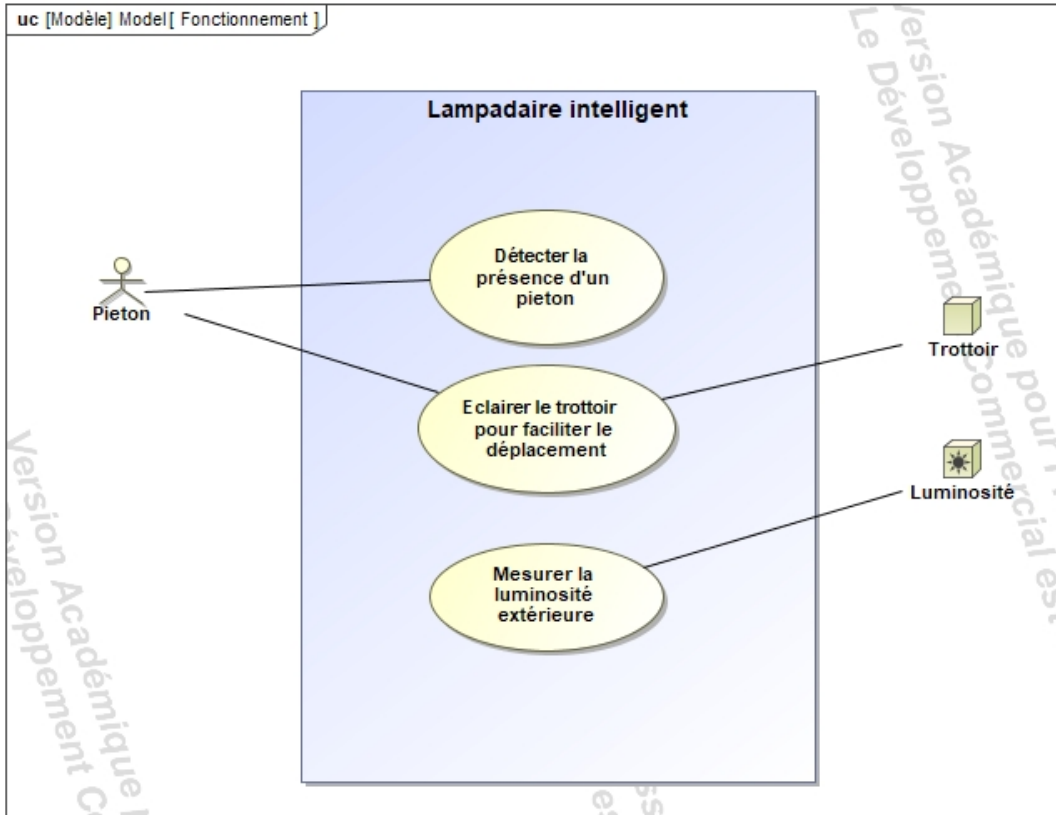 uc [Modèle] Model[ Fonctionnement ]
Lampadaire intelligent
Détecter la
présence d'un
pieton
Pieton
Trottoir
Eclairer le trottoir
pour faciliter le
déplacement
Luminosité
Mesurer la
luminosité
extérieure
Version Académique pour
Le Développement Commercial est
Version Académique
Développement